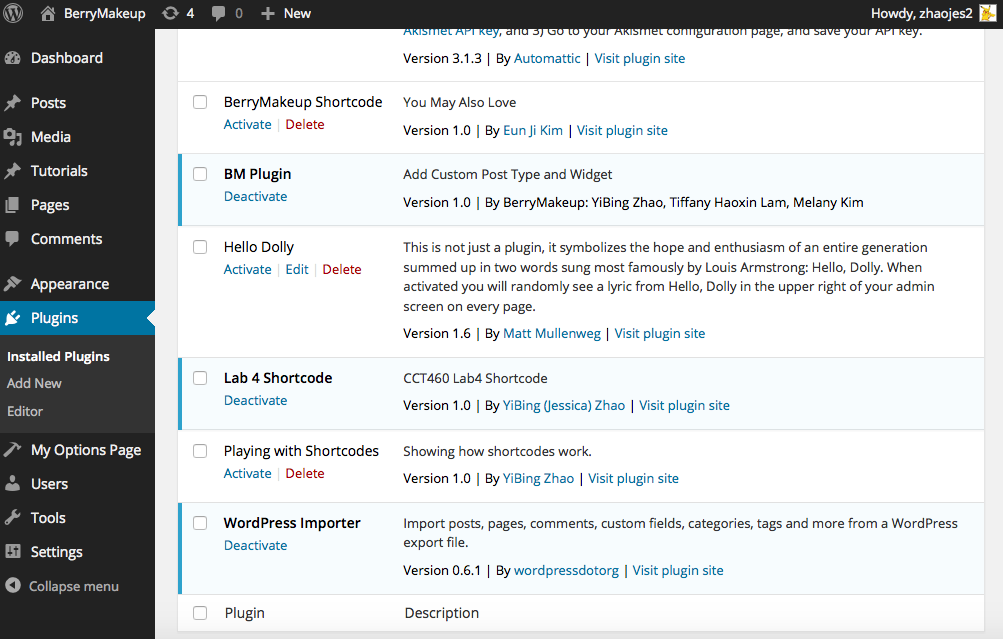 BerryMakeup 4 0 New Howdy, zhaojes2
Dashboard
Posts
Media
Tutorials
Pages
Comments
Appearance
Plugins
Installed Plugins
Add New
Editor
My Options Page
Users
Tools
Settings
Collapse menu
Akismet API key, and 3) Go to your Akismet configuration page, and save your API key.
Version 3.1.3 | By Automattic | Visit plugin site
BerryMakeup Shortcode
Activate | Delete
You May Also Love
Version 1.0 | By Eun Ji Kim | Visit plugin site
BM Plugin
Deactivate
Add Custom Post Type and Widget
Version 1.0 | By BerryMakeup: YiBing Zhao, Tiffany Haoxin Lam, Melany Kim
Hello Dolly
Activate | Edit | Delete
This is not just a plugin, it symbolizes the hope and enthusiasm of an entire generation
summed up in two words sung most famously by Louis Armstrong: Hello, Dolly. When
activated you will randomly see a lyric from Hello, Dolly in the upper right of your admin
screen on every page.
Version 1.6 | By Matt Mullenweg | Visit plugin site
Lab 4 Shortcode
Deactivate
CCT460 Lab4 Shortcode
Version 1.0 | By YiBing (Jessica) Zhao | Visit plugin site
Playing with Shortcodes
Activate | Delete
Showing how shortcodes work.
Version 1.0 | By YiBing Zhao | Visit plugin site
WordPress Importer
Deactivate
Import posts, pages, comments, custom fields, categories, tags and more from a WordPress
export file.
Version 0.6.1 | By wordpressdotorg | Visit plugin site
Plugin Description